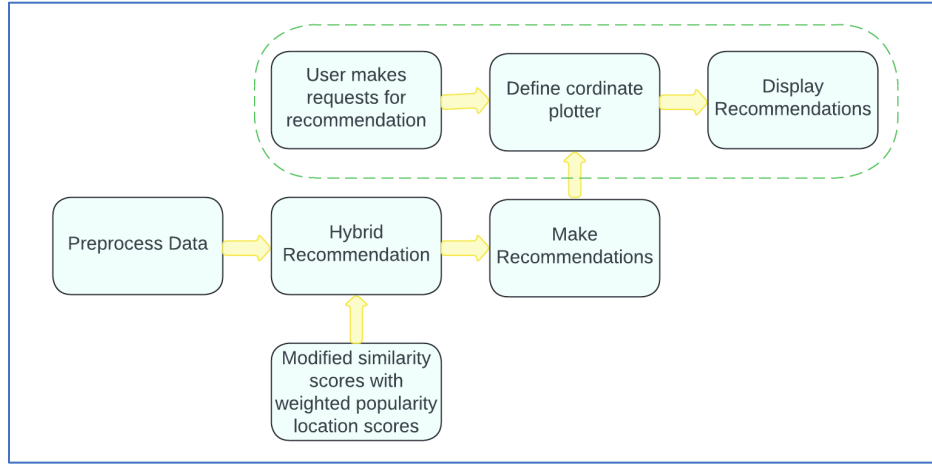 User makes
requests for
recommendation
Define cordinate
plotter
Display
Recommendations
Preprocess Data
Hybrid
Recommendation
Make
Recommendations
Modified similarity
scores with
weighted popularity
location scores